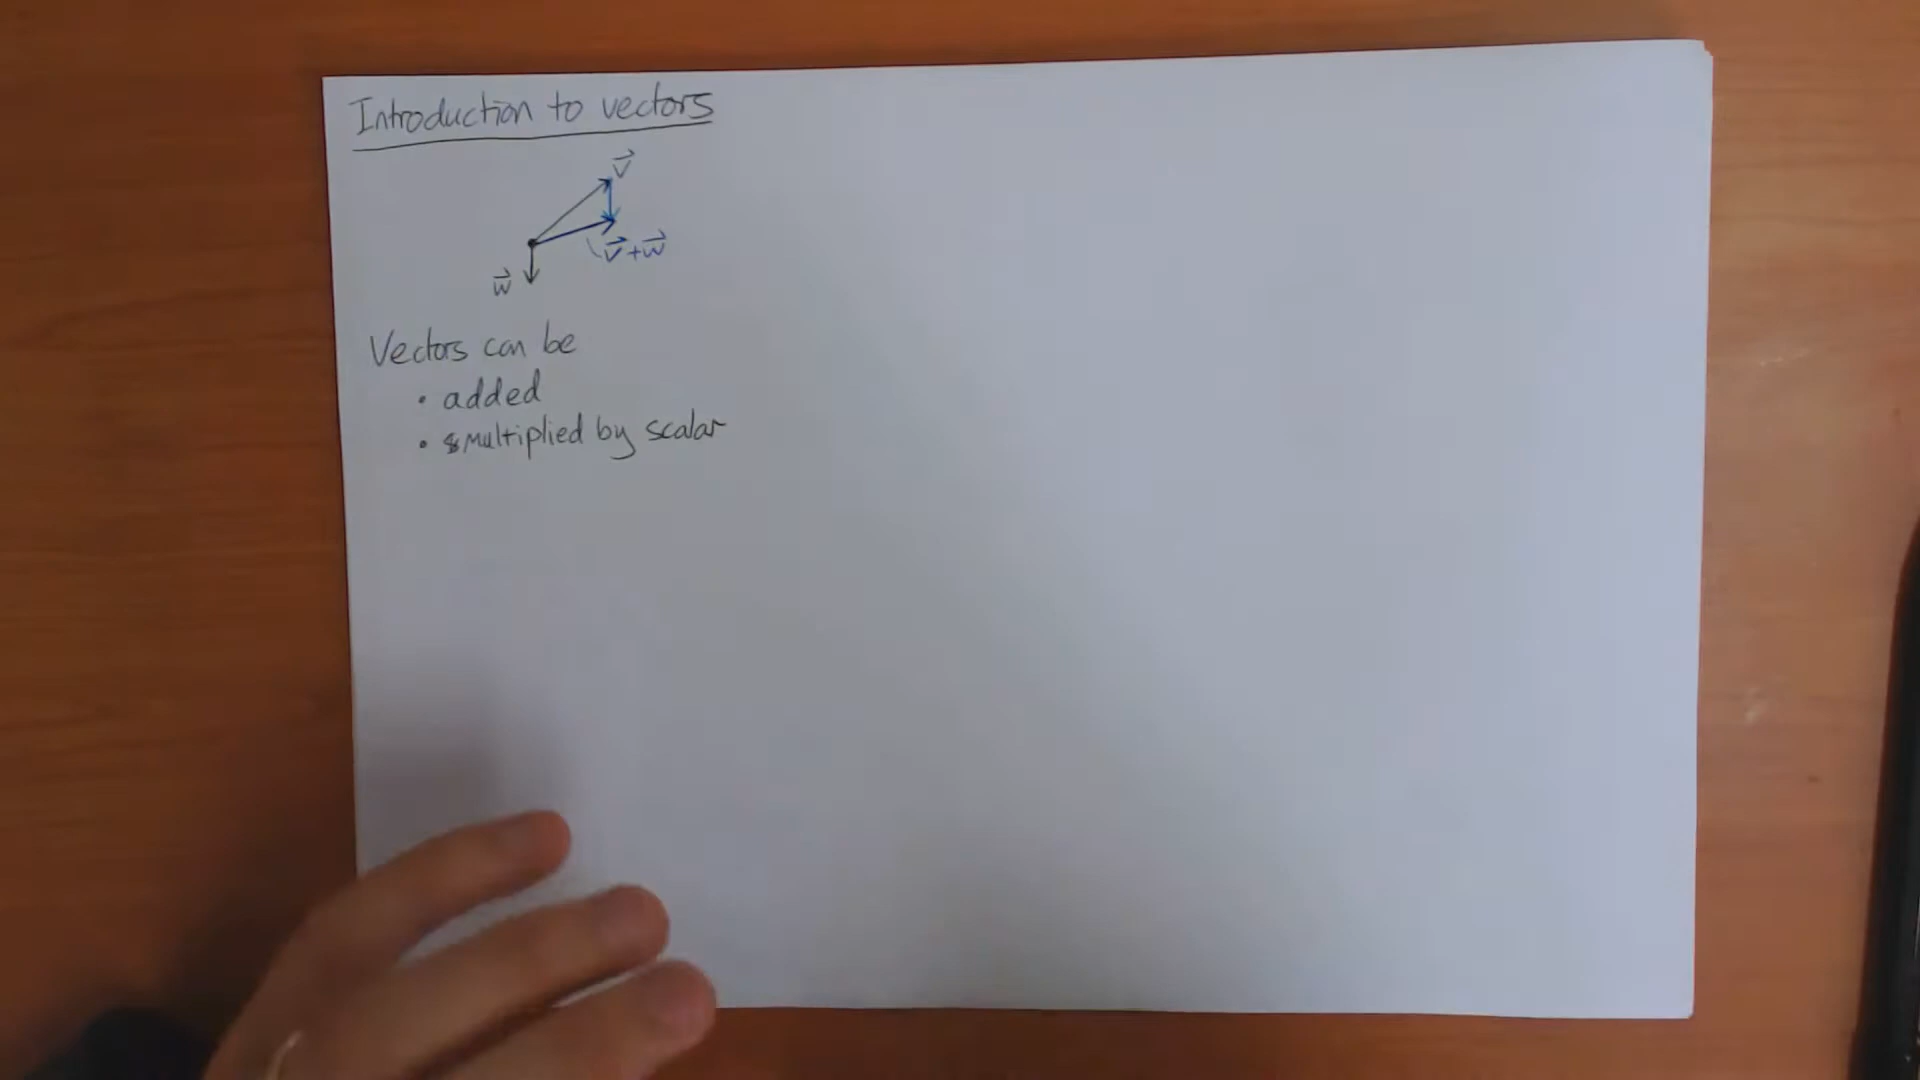 Introduction to vectors
v⃗
v⃗+w⃗
w⃗
Vectors can be
• added
• multiplied by scalar